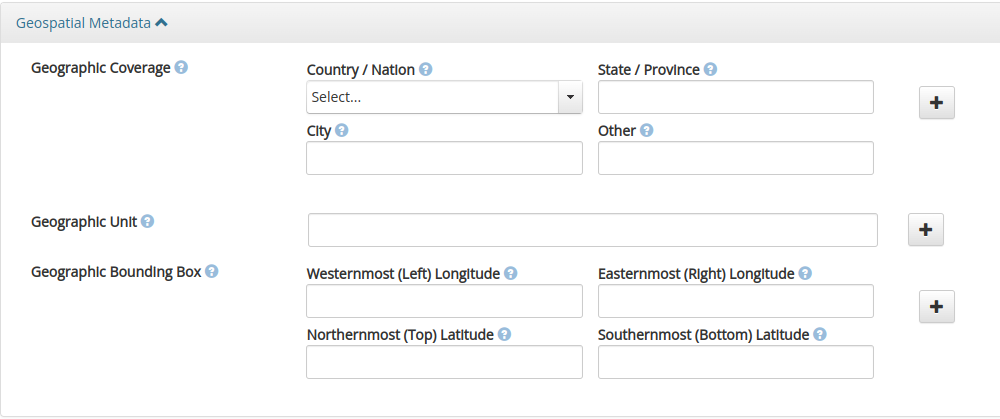 Geospatial Metadata
Geographic Coverage ? Country / Nation ? State / Province ?
Select... +
City ? Other ?
Geographic Unit ? +
Geographic Bounding Box ? Westernmost (Left) Longitude ? Easternmost (Right) Longitude ?
+
Northernmost (Top) Latitude ? Southernmost (Bottom) Latitude ?